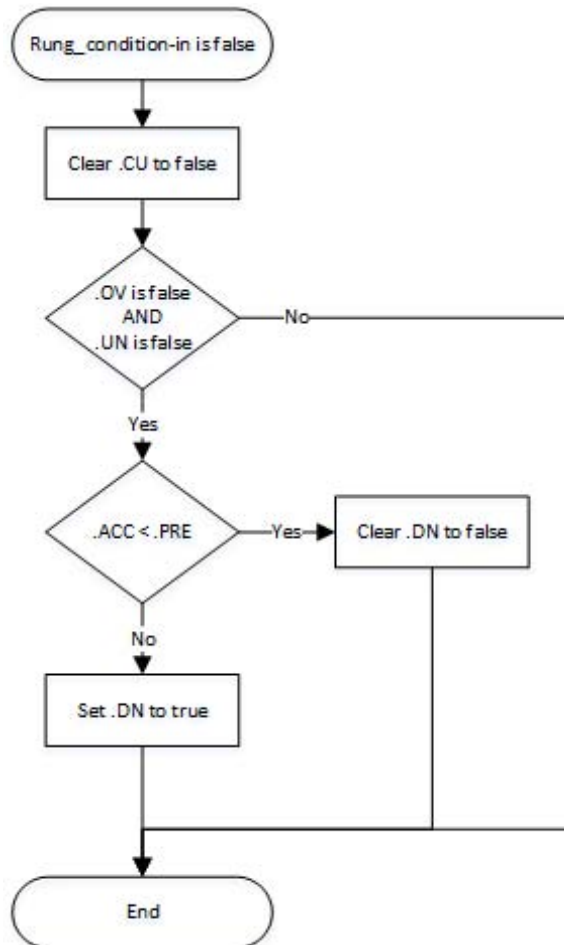 Rung_condition-in is false
Clear .CU to false
.OV is false
AND
.UN is false
No
Yes
.ACC < .PRE
Yes
Clear .DN to false
No
Set .DN to true
End